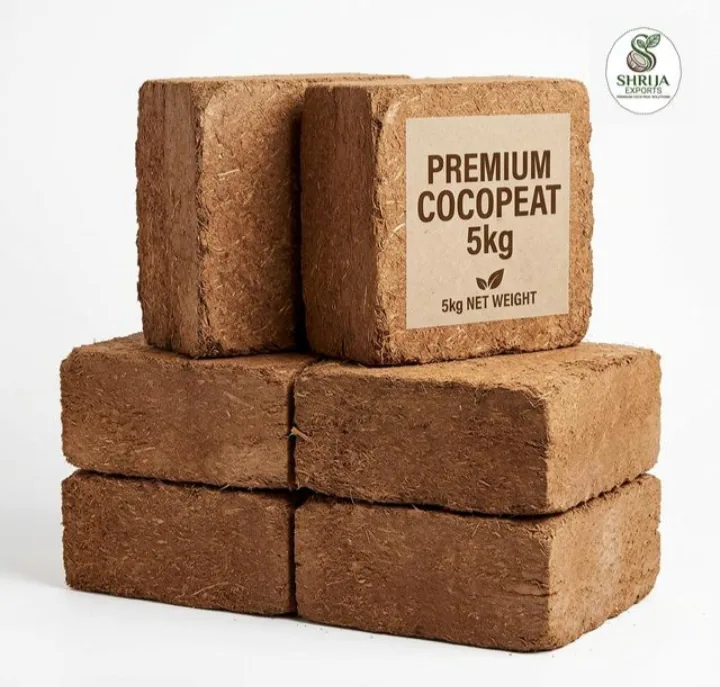 SHRIJA
EXPORTS
PREMIUM
COCOPEAT
5kg
5kg NET WEIGHT